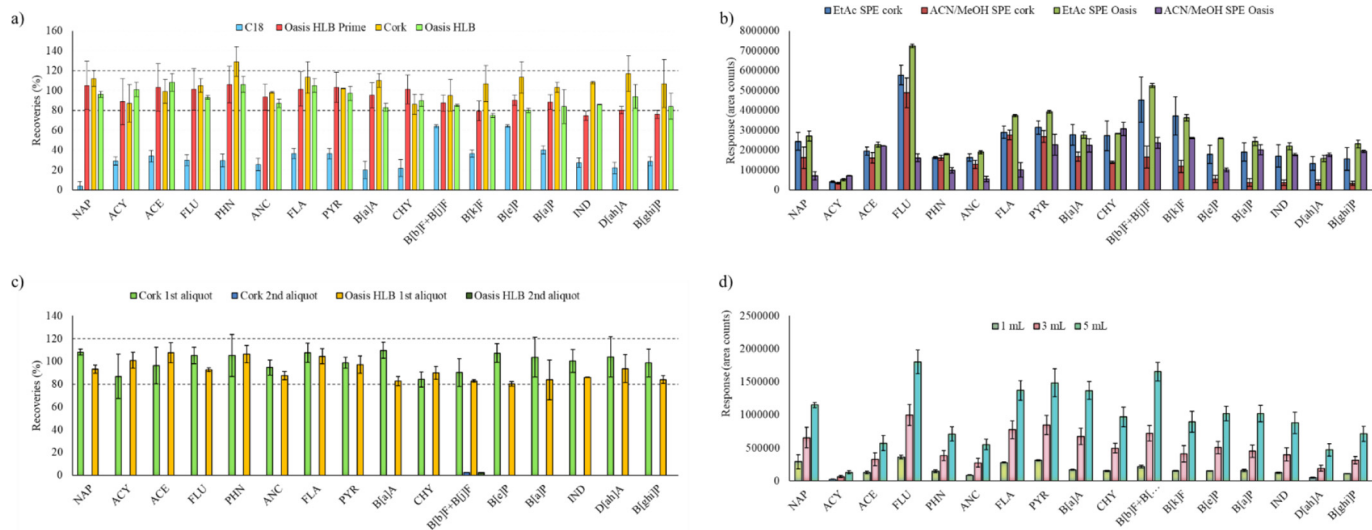 a)
C18 Oasis HLB Prime Cork Oasis HLB
Recoveries (%)
160
140
120
100
80
60
40
20
0
NAP ACY ACE FLU PHN ANC FLA PYR B[a]A CHY B[b]F+B[j]F B[k]F B[e]P B[a]P IND D[ah]A B[ghi]P
b)
EtAc SPE cork ACN/MeOH SPE cork EtAc SPE Oasis ACN/MeOH SPE Oasis
Response (area counts)
8000000
7000000
6000000
5000000
4000000
3000000
2000000
1000000
0
NAP ACY ACE FLU PHN ANC FLA PYR B[a]A CHY B[b]F+B[j]F B[k]F B[e]P B[a]P IND D[ah]A B[ghi]P
c)
Cork 1st aliquot Cork 2nd aliquot Oasis HLB 1st aliquot Oasis HLB 2nd aliquot
Recoveries (%)
140
120
100
80
60
40
20
0
NAP ACY ACE FLU PHN ANC FLA PYR B[a]A CHY B[b]F+B[j]F B[e]P B[a]P IND D[ah]A B[ghi]P
d)
1 mL 3 mL 5 mL
Response (area counts)
2500000
2000000
1500000
1000000
500000
0
NAP ACY ACE FLU PHN ANC FLA PYR B[a]A CHY B[b]F+B[… B[k]F B[e]P B[a]P IND D[ah]A B[ghi]P